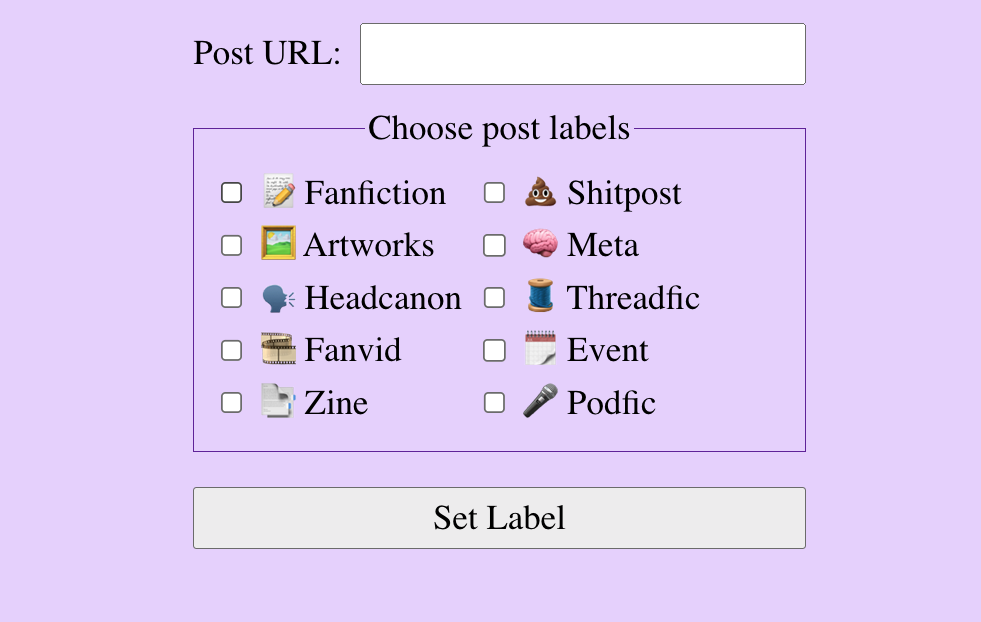 Post URL:
Choose post labels
Fanfiction
Shitpost
Artworks
Meta
Headcanon
Threadfic
Fanvid
Event
Zine
Podfic
Set Label